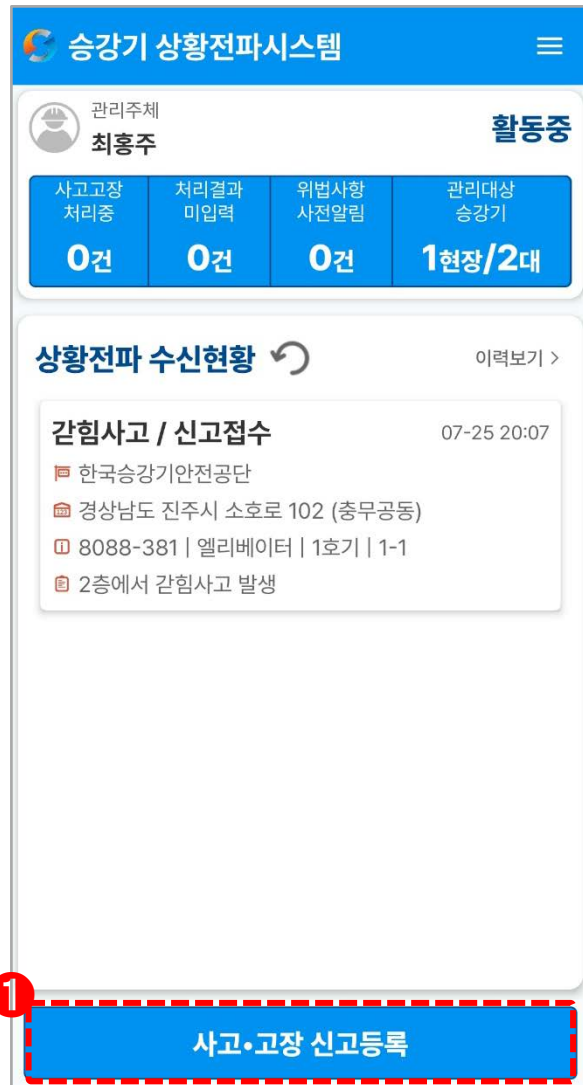 승강기 상황전파시스템
관리주체
최홍주
활동중
사고고장 처리중
0건
처리결과 미입력
0건
위법사항 사전알림
0건
관리대상 승강기
1현장/2대
상황전파 수신현황
이력보기 >
갇힘사고 / 신고접수
07-25 20:07
한국승강기안전공단
경상남도 진주시 소호로 102 (충무공동)
8088-381 | 엘리베이터 | 1호기 | 1-1
2층에서 갇힘사고 발생
1
사고•고장 신고등록